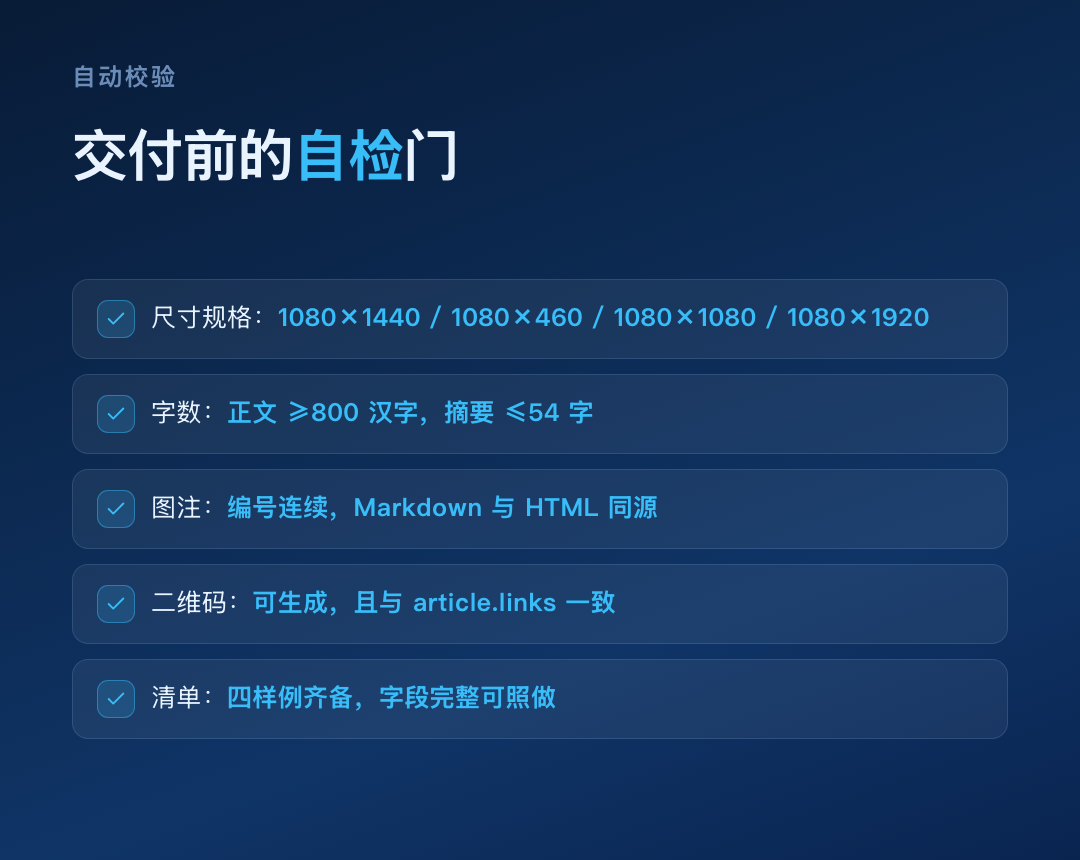 自动校验
交付前的自检门
尺寸规格：1080×1440 / 1080×460 / 1080×1080 / 1080×1920
字数：正文 ≥800 汉字，摘要 ≤54 字
图注：编号连续，Markdown 与 HTML 同源
二维码：可生成，且与 article.links 一致
清单：四样例齐备，字段完整可照做